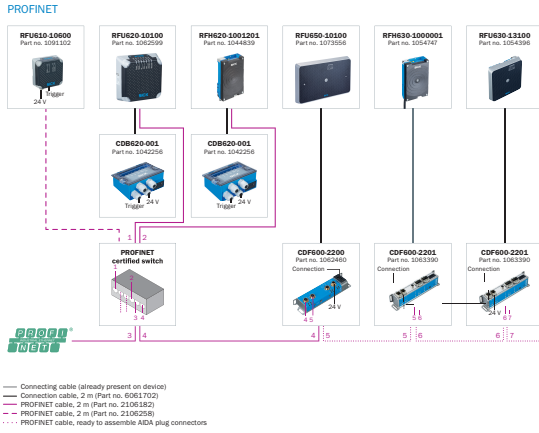 PROFINET
RFU610-10600
Part no. 1091102
Trigger
24 V
RFU620-10100
Part no. 1062599
RFH620-1001201
Part no. 1044839
RFU650-10100
Part no. 1073556
RFH630-1000001
Part no. 1054747
RFU630-13100
Part no. 1054396
CDB620-001
Part no. 1042256
24 V
Trigger
CDB620-001
Part no. 1042256
24 V
Trigger
1 2
PROFINET
certified switch
1
2
3 4
CDF600-2200
Part no. 1062460
Connection
24 V
4 5
CDF600-2201
Part no. 1063390
Connection
24 V
5 6
CDF600-2201
Part no. 1063390
Connection
24 V
6 7
PROFI
NET
®
3 4
4 5
5 6
6 7
Connecting cable (already present on device)
Connection cable, 2 m (Part no. 6061702)
PROFINET cable, 2 m (Part no. 2106182)
PROFINET cable, 2 m (Part no. 2106258)
PROFINET cable, ready to assemble AIDA plug connectors